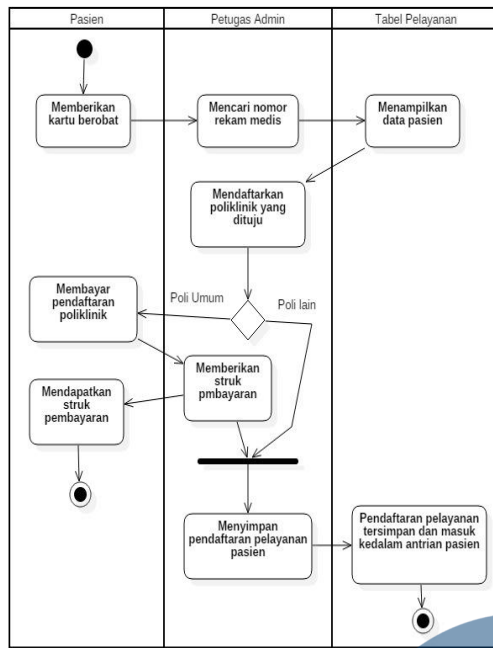 Pasien
Petugas Admin
Tabel Pelayanan
Memberikan
kartu berobat
Mencari nomor
rekam medis
Menampilkan
data pasien
Mendaftarkan
poliklinik yang
dituju
Membayar
pendaftaran
poliklinik
Poli Umum
Poli lain
Memberikan
struk
pmbayaran
Mendapatkan
struk
pembayaran
Menyimpan
pendaftaran pelayanan
pasien
Pendaftaran pelayanan
tersimpan dan masuk
kedalam antrian pasien